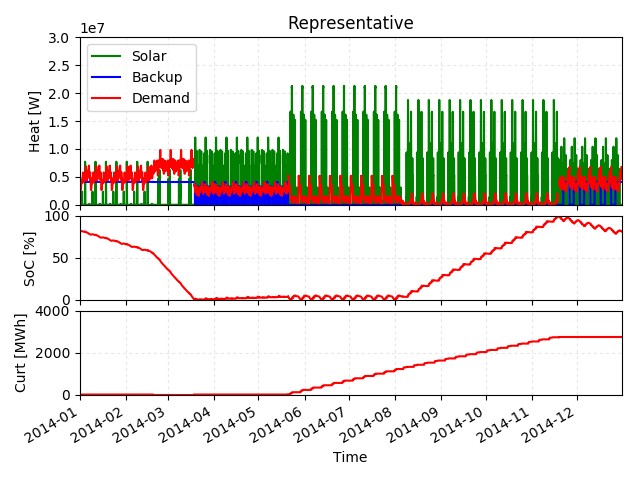 Representative
1e7
3.0
2.5
2.0
1.5
1.0
0.5
0.0
Heat [W]
Solar
Backup
Demand
100
50
0
SoC [%]
4000
2000
0
Curt [MWh]
2014-01
2014-02
2014-03
2014-04
2014-05
2014-06
2014-07
2014-08
2014-09
2014-10
2014-11
2014-12
Time